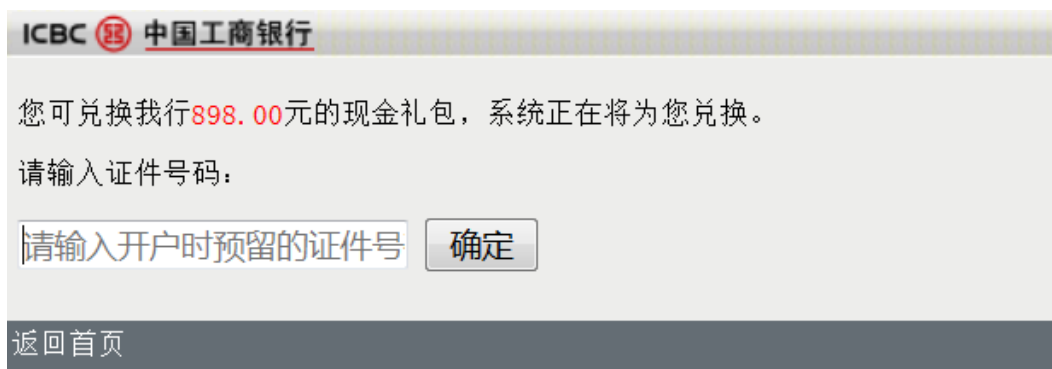 ICBC 中国工商银行
您可兑换我行898.00元的现金礼包，系统正在将为您兑换。
请输入证件号码：
请输入开户时预留的证件号 确定
返回首页